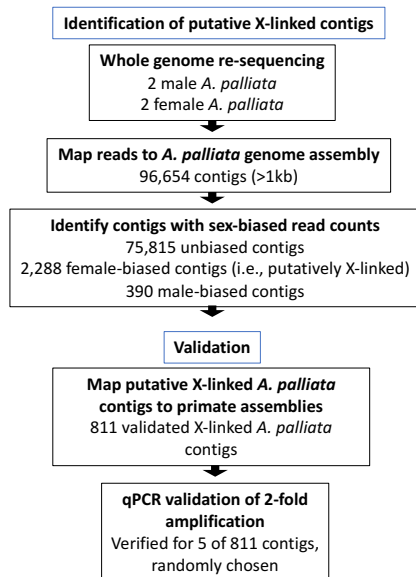 Identification of putative X-linked contigs
Whole genome re-sequencing
2 male A. palliata
2 female A. palliata
Map reads to A. palliata genome assembly
96,654 contigs (>1kb)
Identify contigs with sex-biased read counts
75,815 unbiased contigs
2,288 female-biased contigs (i.e., putatively X-linked)
390 male-biased contigs
Validation
Map putative X-linked A. palliata
contigs to primate assemblies
811 validated X-linked A. palliata
contigs
qPCR validation of 2-fold
amplification
Verified for 5 of 811 contigs,
randomly chosen